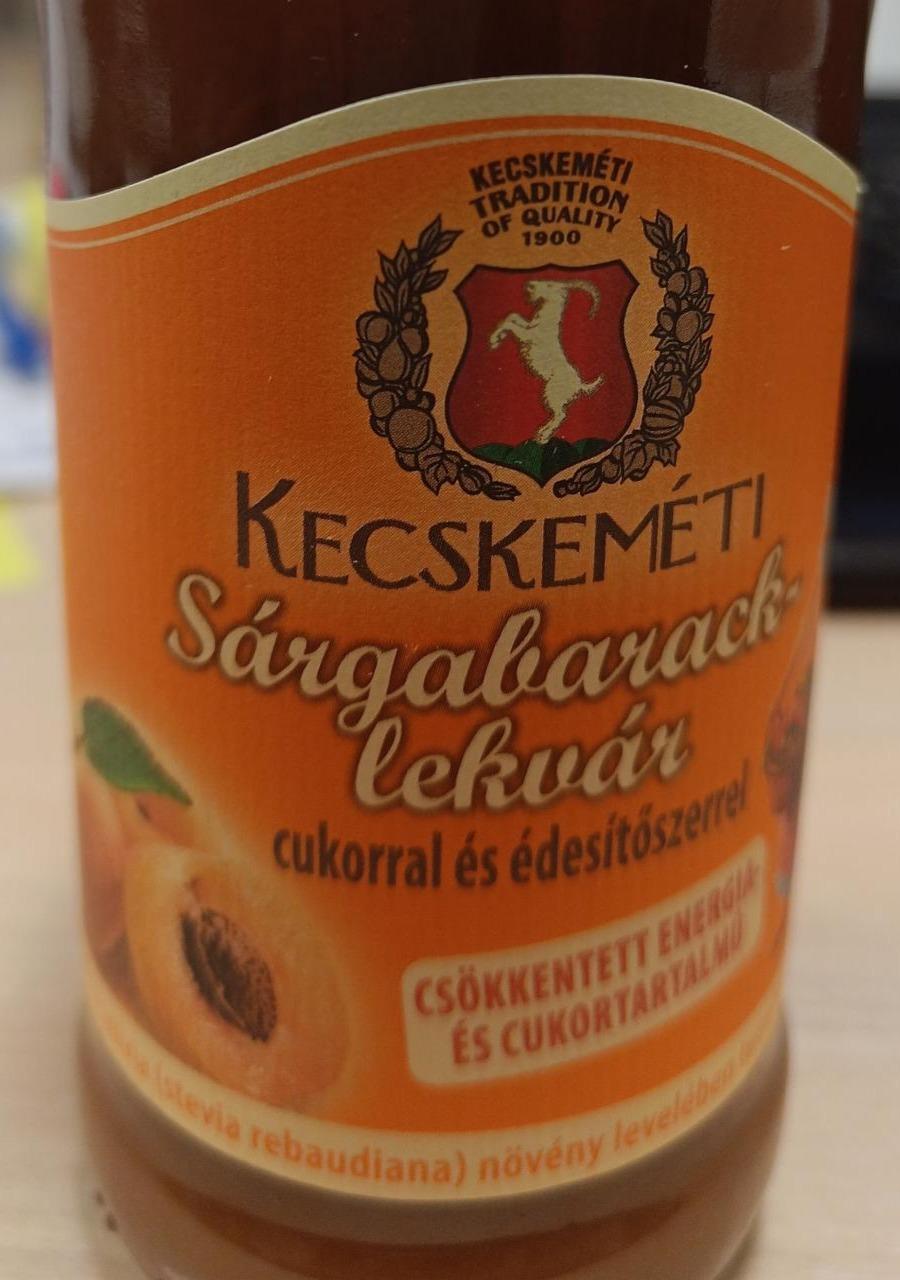 KECSKEMÉTI
TRADITION
OF QUALITY
1900
KECSKEMÉTI
Sárgabarack-
lekvár
cukorral és édesítőszerrel
CSÖKKENTETT ENERGIA-
ÉS CUKORTARTALMÚ
(stevia rebaudiana) növény levelében